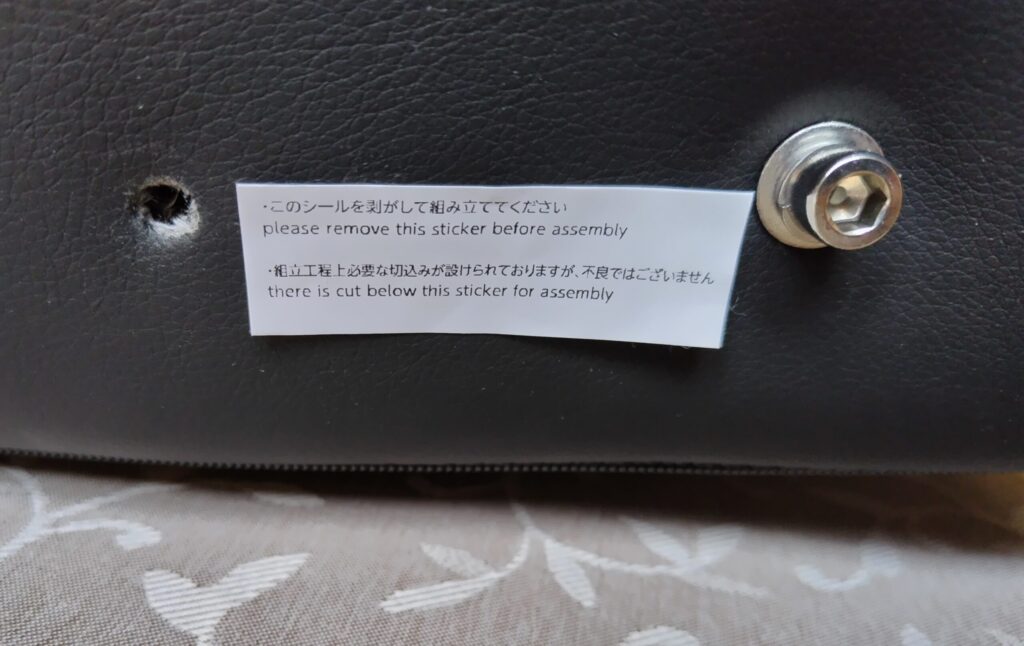 ・このシールを剥がして組み立ててください
please remove this sticker before assembly
・組立工程上必要な切込みが設けられておりますが、不良ではございません
there is cut below this sticker for assembly